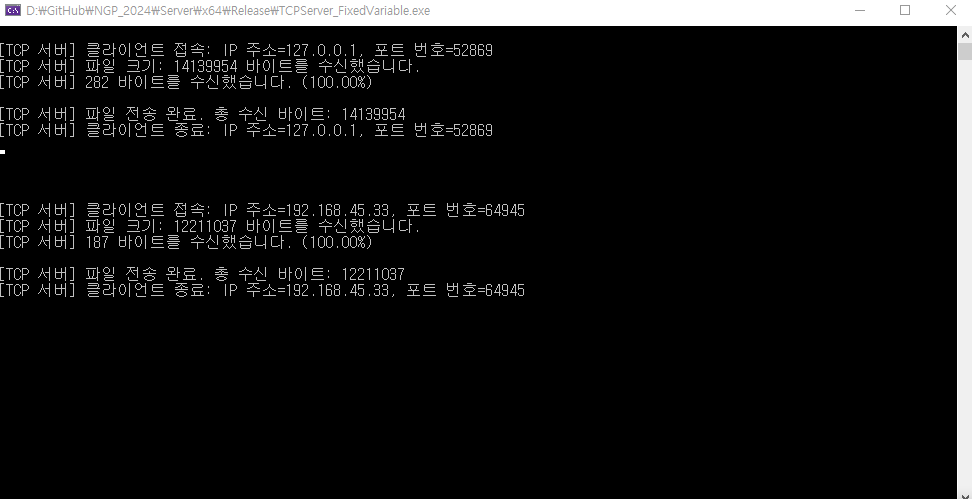 D:\GitHub\NGP_2024\Server\x64\Release\TCPServer_FixedVariable.exe
[TCP 서버] 클라이언트 접속: IP 주소=127.0.0.1, 포트 번호=52869
[TCP 서버] 파일 크기: 14139954 바이트를 수신했습니다.
[TCP 서버] 282 바이트를 수신했습니다. (100.00%)
[TCP 서버] 파일 전송 완료. 총 수신 바이트: 14139954
[TCP 서버] 클라이언트 종료: IP 주소=127.0.0.1, 포트 번호=52869
[TCP 서버] 클라이언트 접속: IP 주소=192.168.45.33, 포트 번호=64945
[TCP 서버] 파일 크기: 12211037 바이트를 수신했습니다.
[TCP 서버] 187 바이트를 수신했습니다. (100.00%)
[TCP 서버] 파일 전송 완료. 총 수신 바이트: 12211037
[TCP 서버] 클라이언트 종료: IP 주소=192.168.45.33, 포트 번호=64945